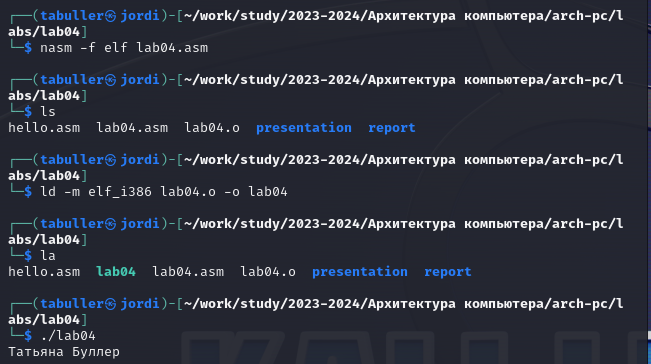 ┌──(tabuller㉿jordi)-[~/work/study/2023-2024/Архитектура компьютера/arch-pc/l
abs/lab04]
└─$ nasm -f elf lab04.asm
┌──(tabuller㉿jordi)-[~/work/study/2023-2024/Архитектура компьютера/arch-pc/l
abs/lab04]
└─$ ls
hello.asm  lab04.asm  lab04.o  presentation  report
┌──(tabuller㉿jordi)-[~/work/study/2023-2024/Архитектура компьютера/arch-pc/l
abs/lab04]
└─$ ld -m elf_i386 lab04.o -o lab04
┌──(tabuller㉿jordi)-[~/work/study/2023-2024/Архитектура компьютера/arch-pc/l
abs/lab04]
└─$ la
hello.asm  lab04  lab04.asm  lab04.o  presentation  report
┌──(tabuller㉿jordi)-[~/work/study/2023-2024/Архитектура компьютера/arch-pc/l
abs/lab04]
└─$ ./lab04
Татьяна Буллер